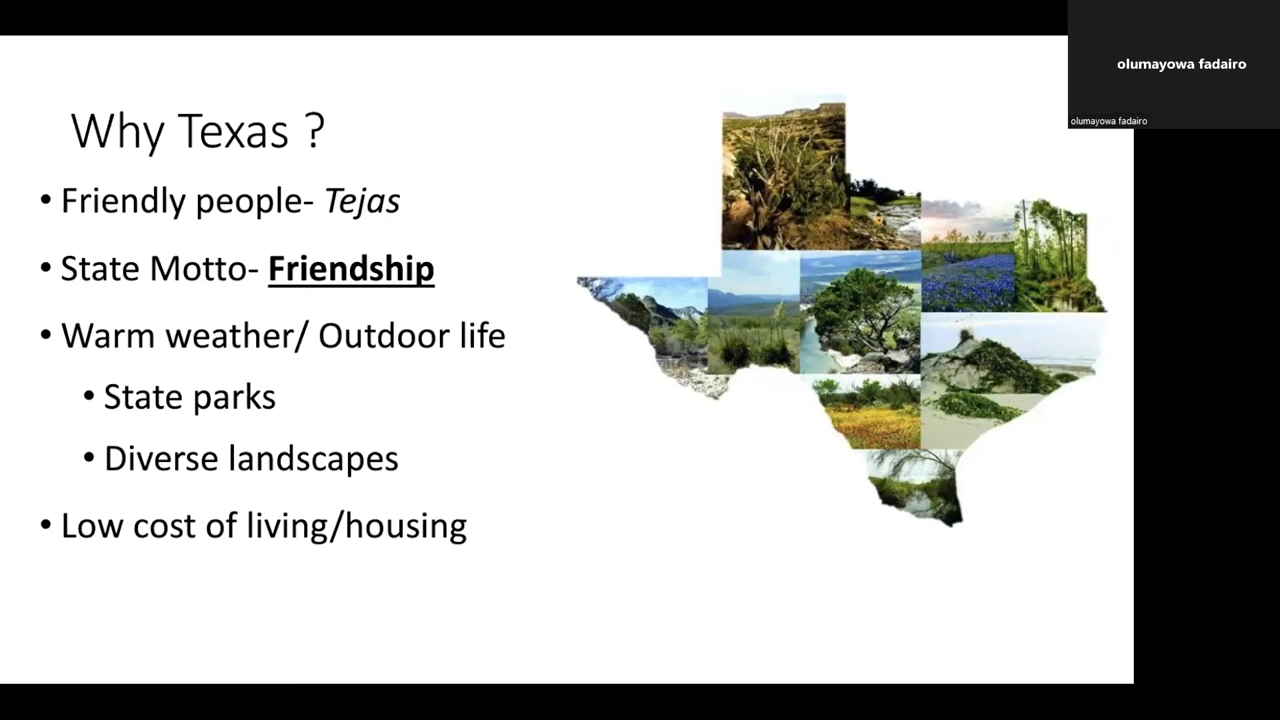 olumayowa fadairo
olumayowa fadairo
Why Texas ?
• Friendly people- Tejas
• State Motto- Friendship
• Warm weather/ Outdoor life
• State parks
• Diverse landscapes
• Low cost of living/housing